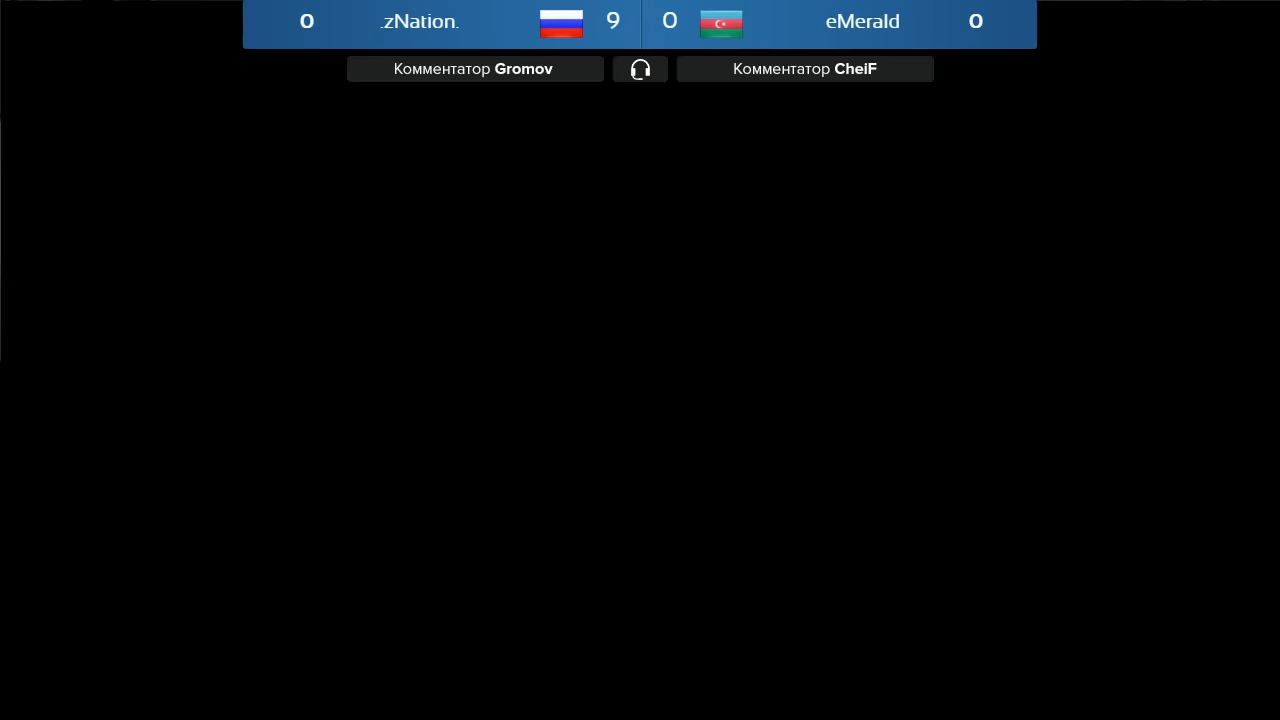 0 .zNation. 9 0 eMerald 0
Комментатор Gromov Комментатор CheiF